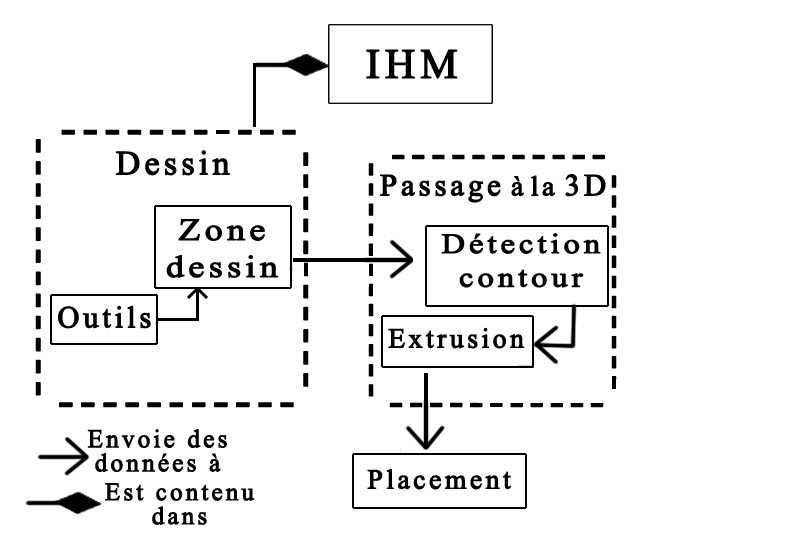 IHM
Dessin
Zone
dessin
Outils
Passage à la 3D
Détection
contour
Extrusion
Placement
Envoie des
données à
Est contenu
dans